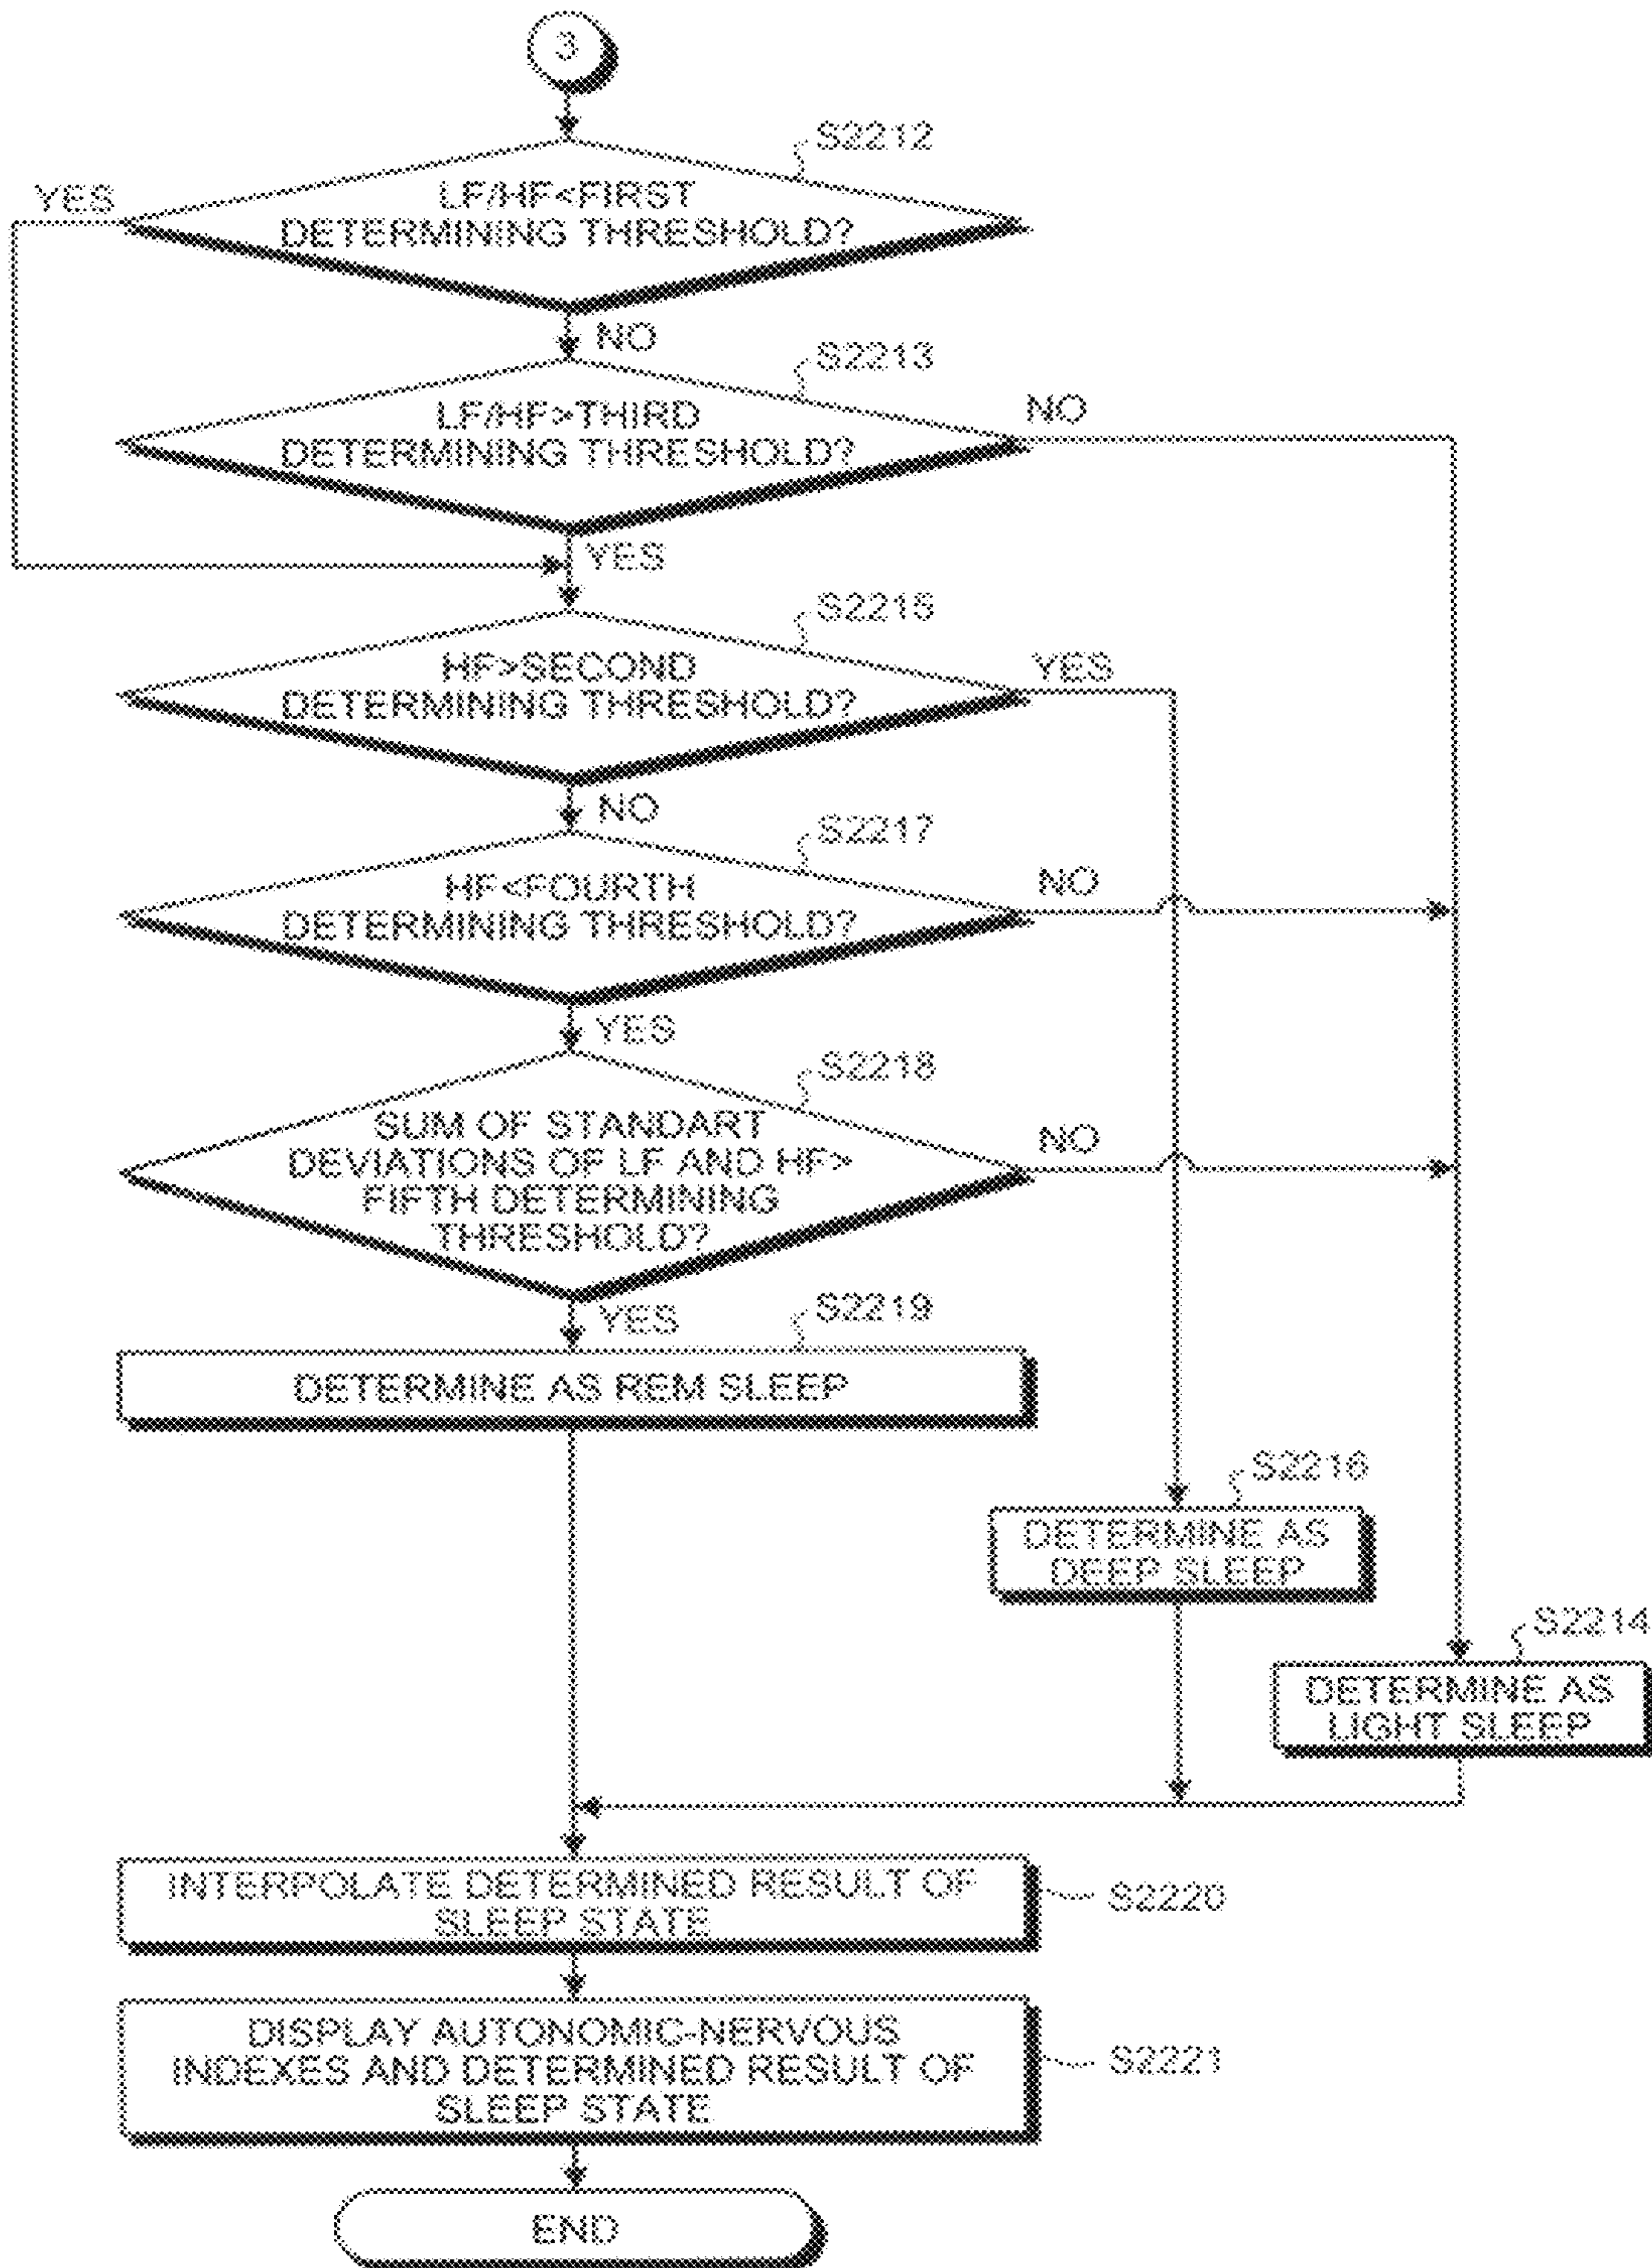 3
S2212
YES
LF/HF<FIRST
DETERMINING THRESHOLD?
NO
S2213
LF/HF>THIRD
DETERMINING THRESHOLD?
NO
YES
S2215
HF>SECOND
DETERMINING THRESHOLD?
YES
NO
S2217
HF<FOURTH
DETERMINING THRESHOLD?
NO
YES
S2218
SUM OF STANDART
DEVIATIONS OF LF AND HF>
FIFTH DETERMINING
THRESHOLD?
NO
YES
S2219
DETERMINE AS REM SLEEP
S2216
DETERMINE AS
DEEP SLEEP
S2214
DETERMINE AS
LIGHT SLEEP
INTERPOLATE DETERMINED RESULT OF
SLEEP STATE
S2220
DISPLAY AUTONOMIC-NERVOUS
INDEXES AND DETERMINED RESULT OF
SLEEP STATE
S2221
END